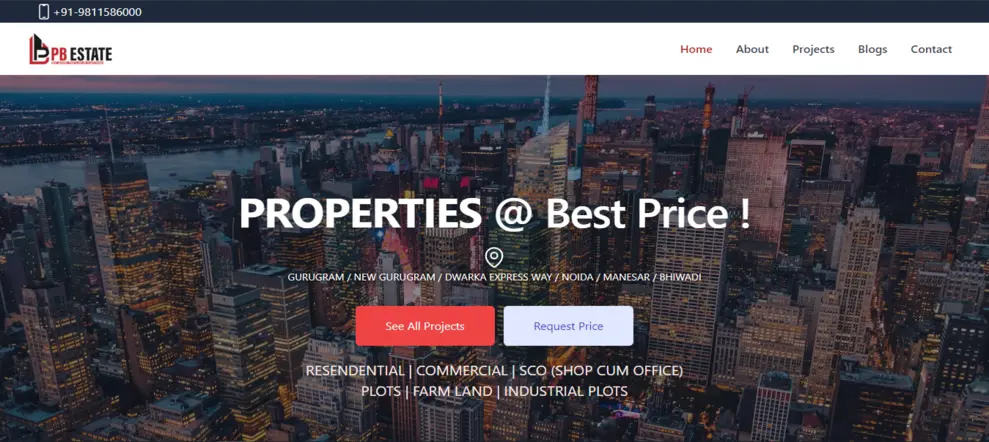 +91-9811586000
PB ESTATE
Home About Projects Blogs Contact
PROPERTIES @ Best Price !
GURUGRAM / NEW GURUGRAM / DWARKA EXPRESS WAY / NOIDA / MANESAR / BHIWADI
See All Projects Request Price
RESENDENTIAL | COMMERCIAL | SCO (SHOP CUM OFFICE)
PLOTS | FARM LAND | INDUSTRIAL PLOTS